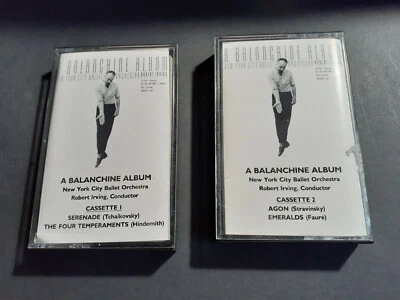 A BALANCHINE ALBUM
A BALANCHINE ALBUM
New York City Ballet Orchestra
Robert Irving, Conductor
CASSETTE 1
SERENADE (Tchaikovsky)
THE FOUR TEMPERAMENTS (Hindemith)
A BALANCHINE ALBUM
A BALANCHINE ALBUM
New York City Ballet Orchestra
Robert Irving, Conductor
CASSETTE 2
AGON (Stravinsky)
EMERALDS (Fauré)